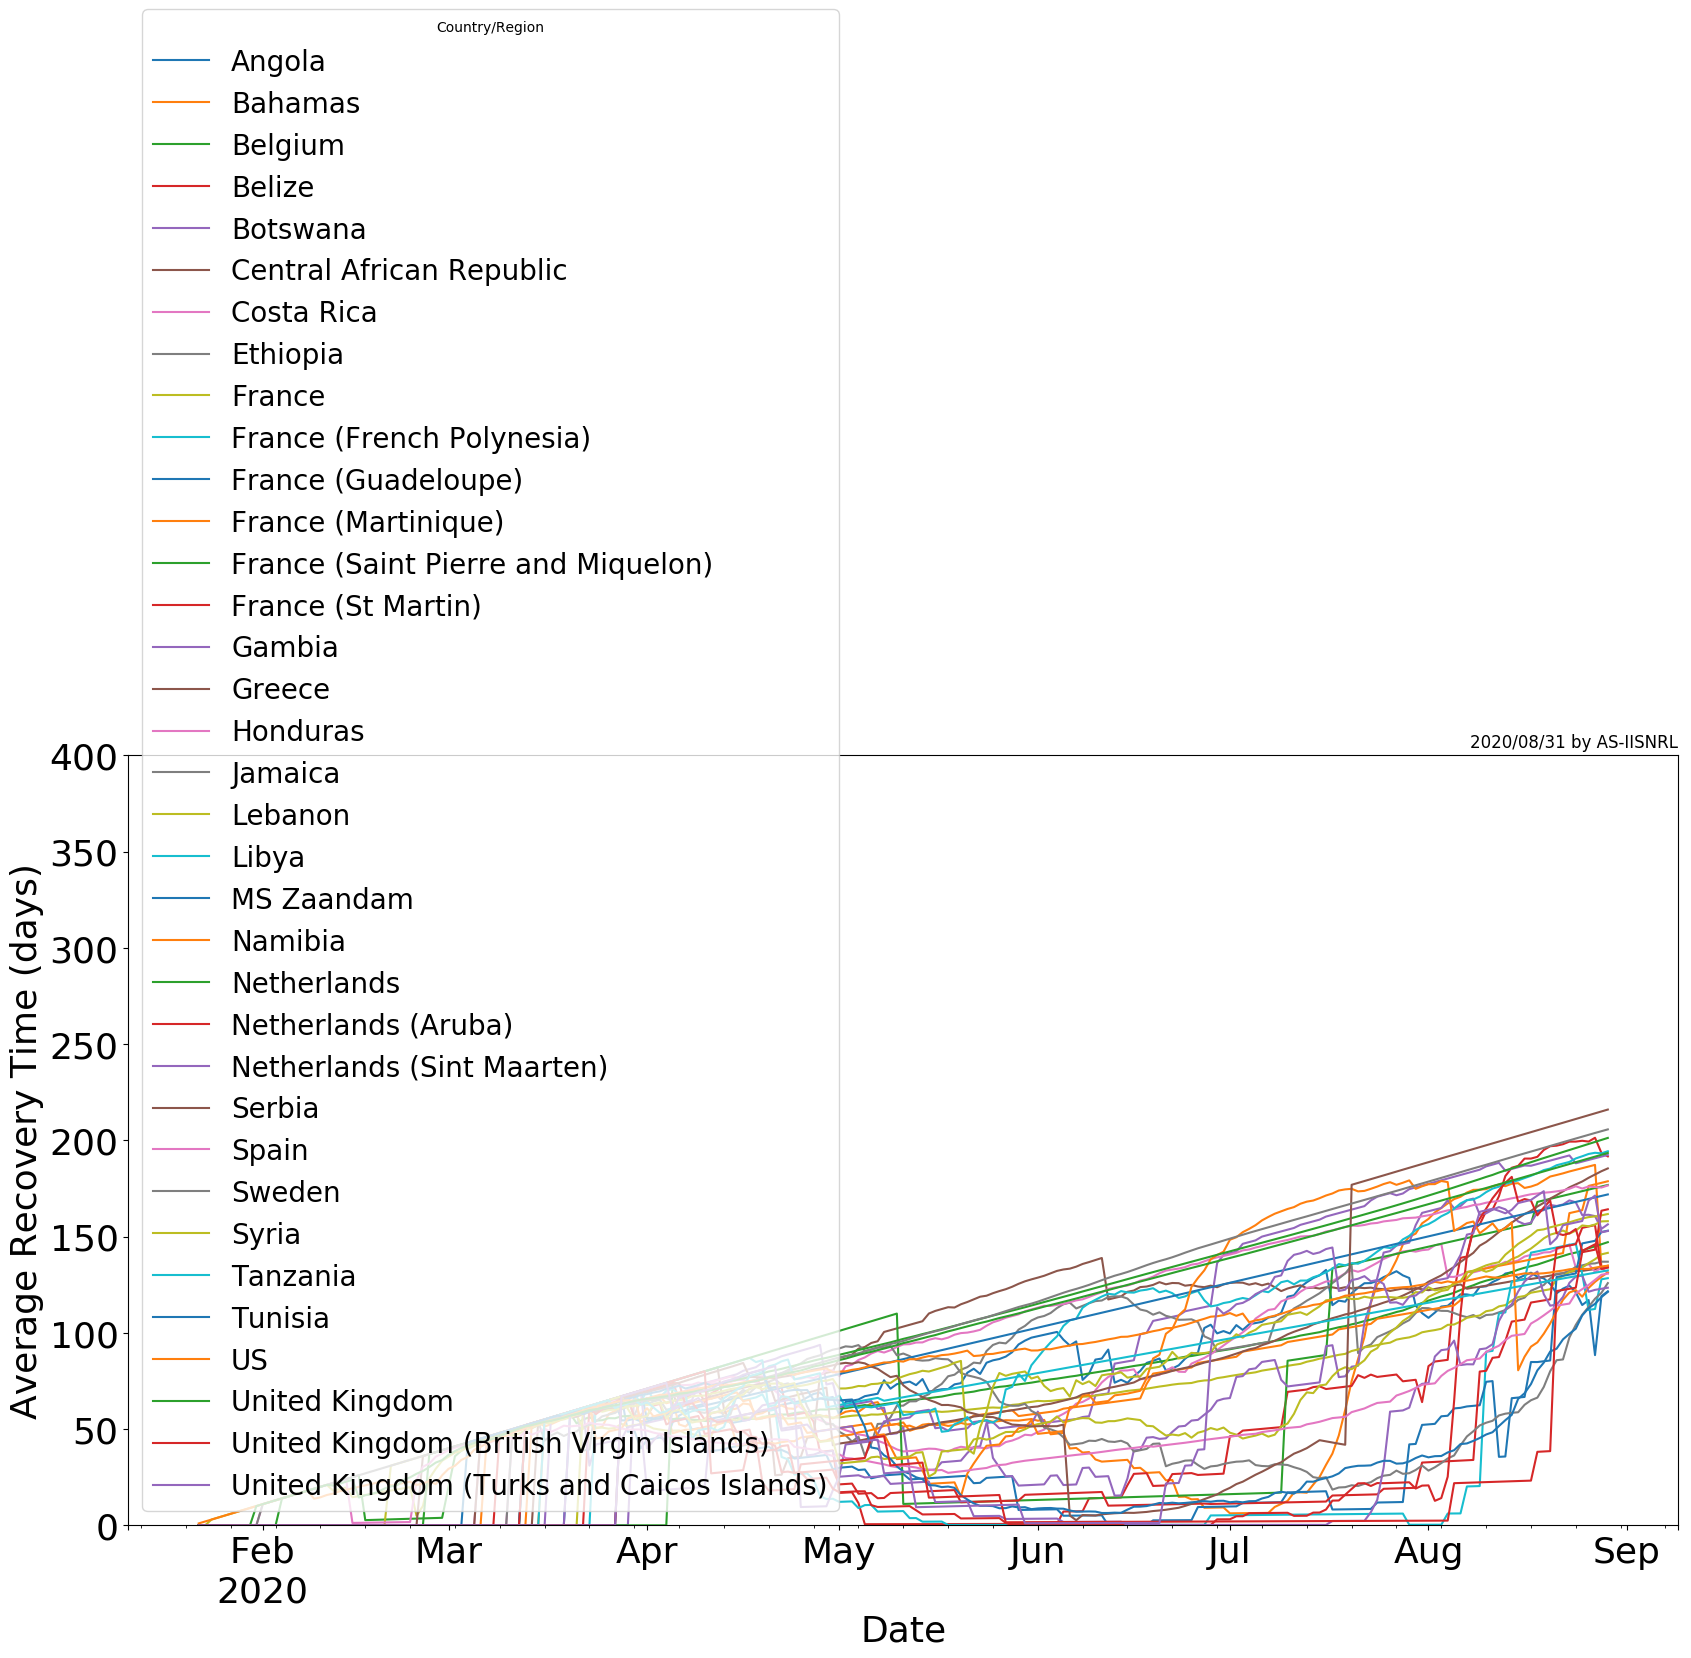 Country/Region
Angola
Bahamas
Belgium
Belize
Botswana
Central African Republic
Costa Rica
Ethiopia
France
France (French Polynesia)
France (Guadeloupe)
France (Martinique)
France (Saint Pierre and Miquelon)
France (St Martin)
Gambia
Greece
Honduras
Jamaica
Lebanon
Libya
MS Zaandam
Namibia
Netherlands
Netherlands (Aruba)
Netherlands (Sint Maarten)
Serbia
Spain
Sweden
Syria
Tanzania
Tunisia
US
United Kingdom
United Kingdom (British Virgin Islands)
United Kingdom (Turks and Caicos Islands)
2020/08/31 by AS-IISNRL
400
350
300
250
200
150
100
50
0
Average Recovery Time (days)
Feb Mar Apr May Jun Jul Aug Sep
2020
Date